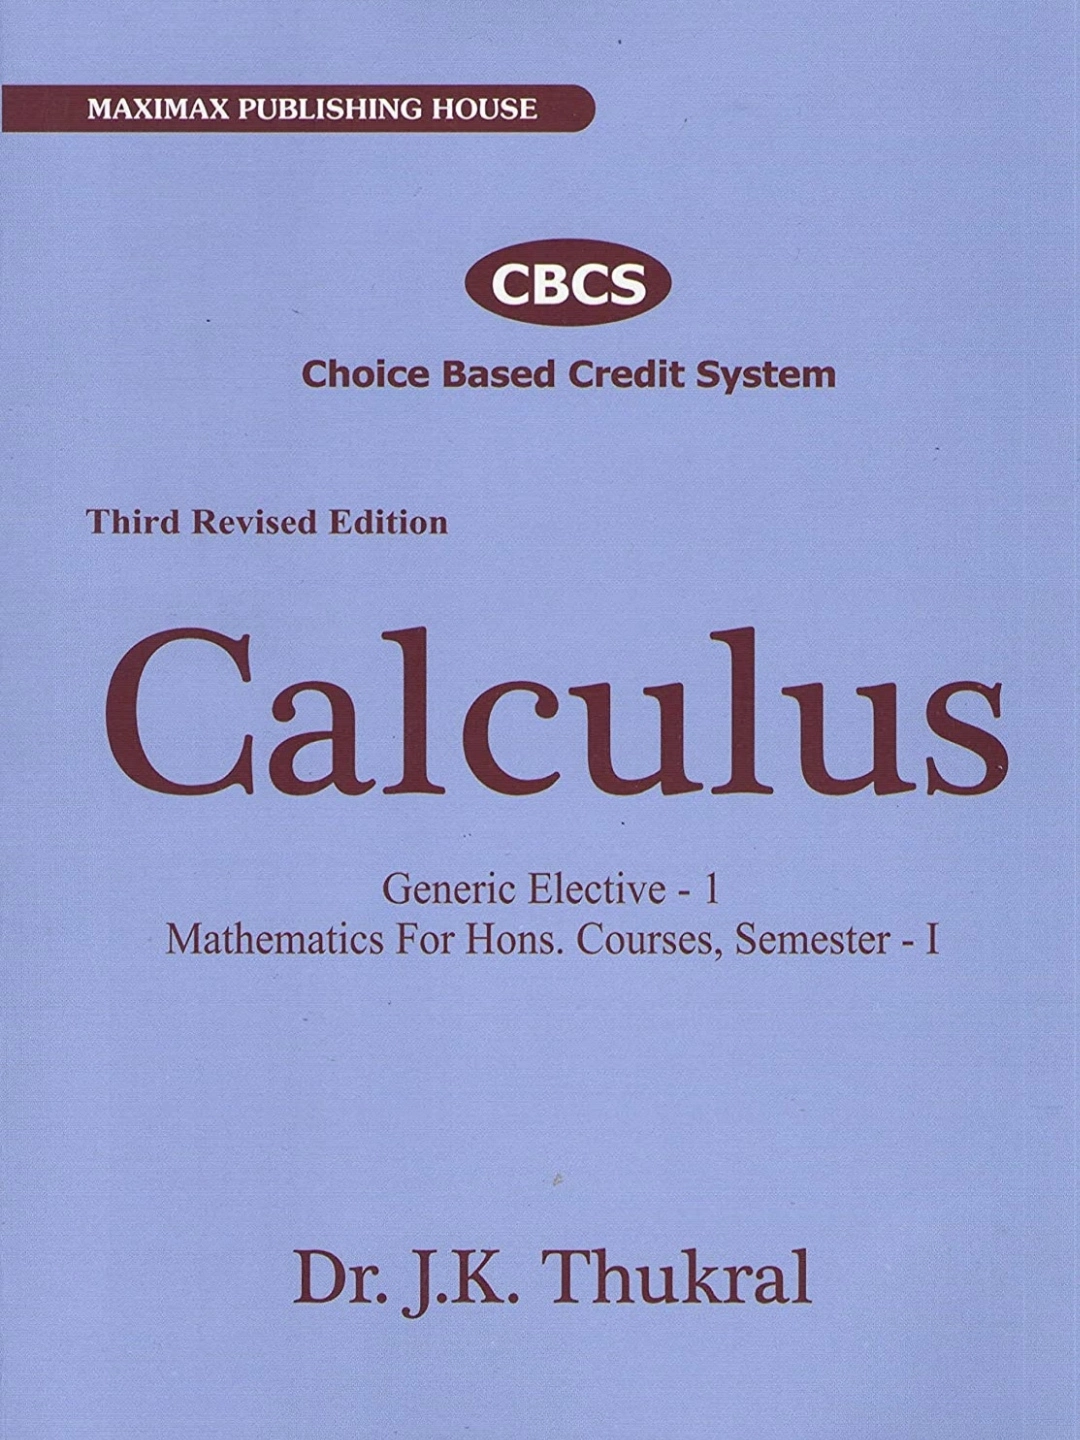 MAXIMAX PUBLISHING HOUSE
CBCS
Choice Based Credit System
Third Revised Edition
Calculus
Generic Elective - 1
Mathematics For Hons. Courses, Semester - I
Dr. J.K. Thukral